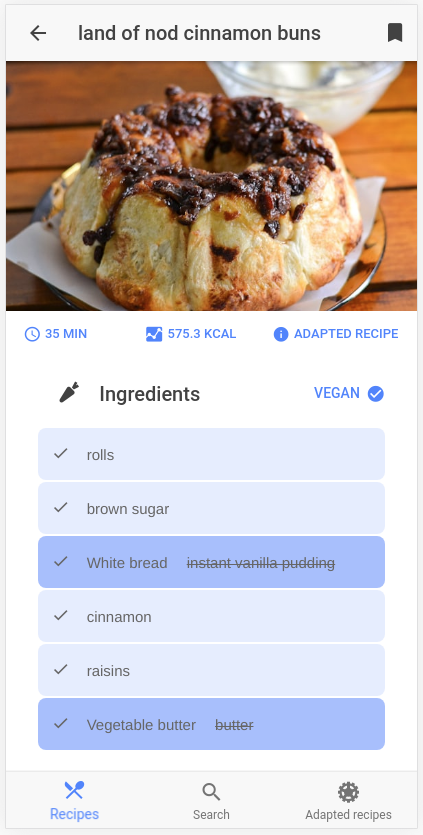 land of nod cinnamon buns
35 MIN 575.3 KCAL ADAPTED RECIPE
Ingredients VEGAN
rolls
brown sugar
White bread instant vanilla pudding
cinnamon
raisins
Vegetable butter butter
Recipes Search Adapted recipes